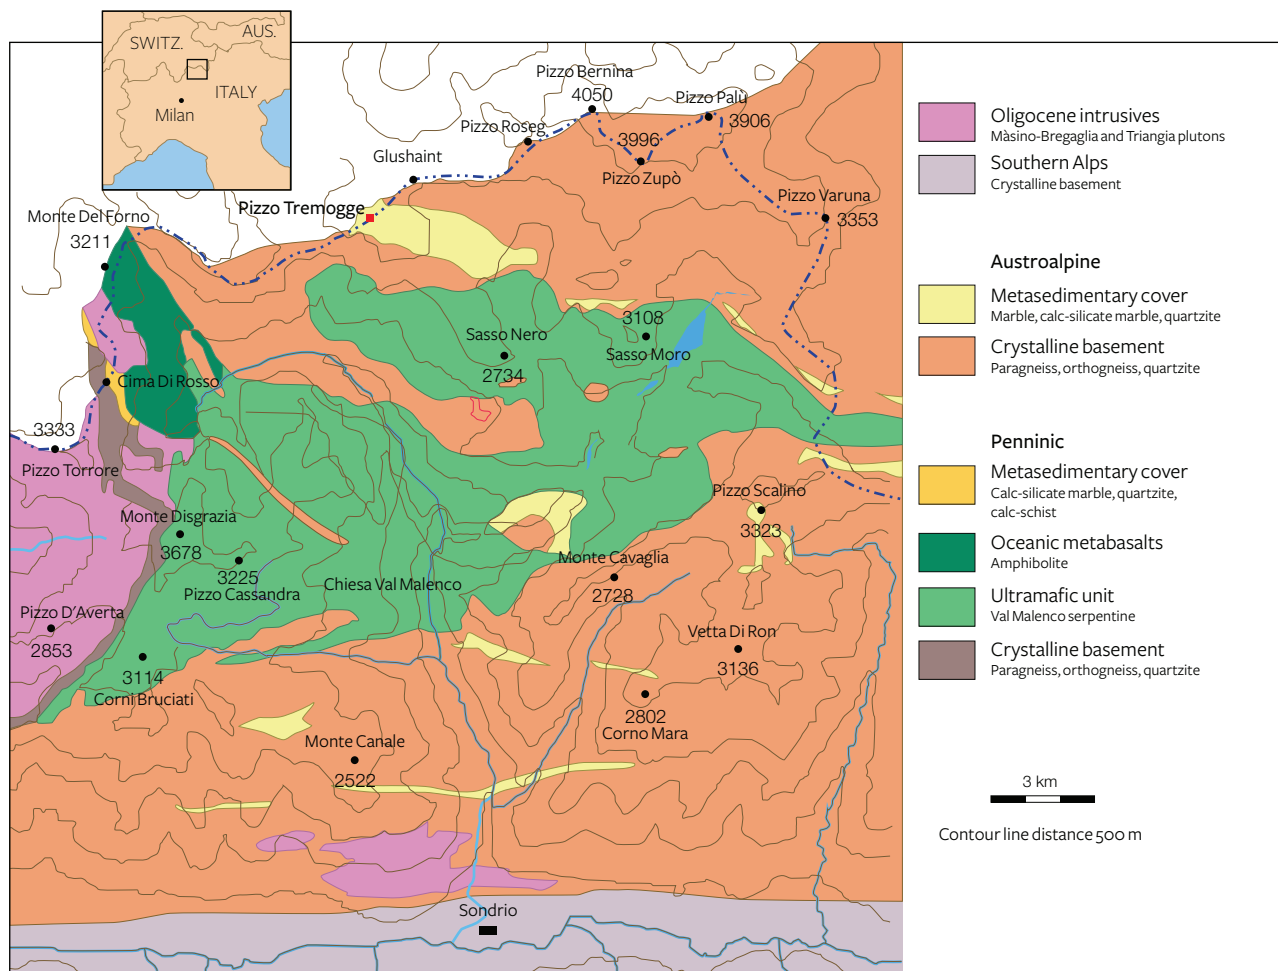 SWITZ.
AUS.
ITALY
Milan
Pizzo Bernina
4050
Pizzo Palù
3906
Pizzo Roseg
3996
Pizzo Zupò
Glushaint
Pizzo Tremogge
Pizzo Varuna
3353
Monte Del Forno
3211
Sasso Nero
2734
3108
Sasso Moro
Cima Di Rosso
3333
Pizzo Torrore
Monte Disgrazia
3678
3225
Pizzo Cassandra
Chiesa Val Malenco
Pizzo Scalino
3323
Monte Cavaglia
2728
Pizzo D'Averta
2853
3114
Corni Bruciati
Vetta Di Ron
3136
2802
Corno Mara
Monte Canale
2522
Sondrio
Oligocene intrusives
Màsino-Bregaglia and Triangia plutons
Southern Alps
Crystalline basement
Austroalpine
Metasedimentary cover
Marble, calc-silicate marble, quartzite
Crystalline basement
Paragneiss, orthogneiss, quartzite
Penninic
Metasedimentary cover
Calc-silicate marble, quartzite,
calc-schist
Oceanic metabasalts
Amphibolite
Ultramafic unit
Val Malenco serpentine
Crystalline basement
Paragneiss, orthogneiss, quartzite
3 km
Contour line distance 500 m